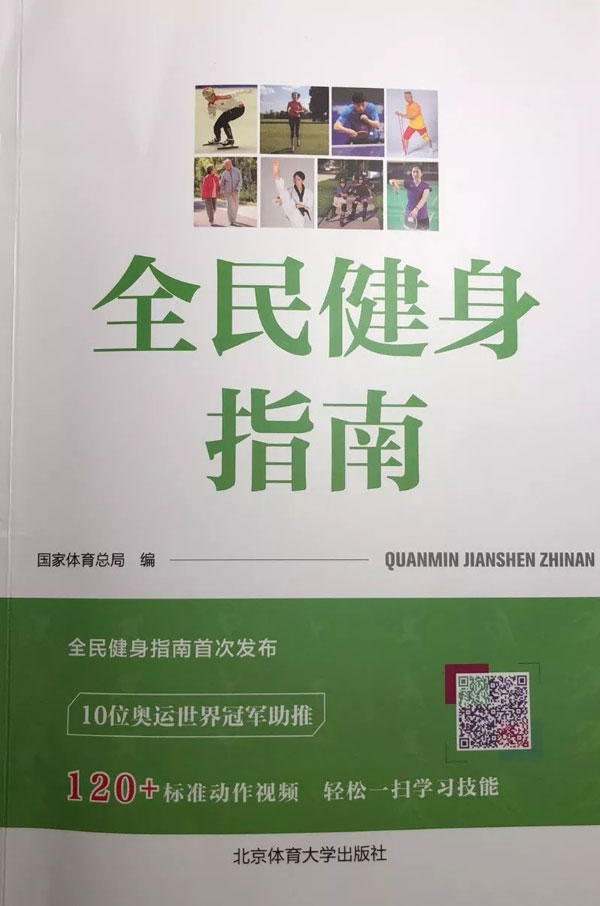 全民健身
指南
国家体育总局 编
QUANMIN JIANSHEN ZHINAN
全民健身指南首次发布
10位奥运世界冠军助推
120+标准动作视频 轻松一扫学习技能
北京体育大学出版社